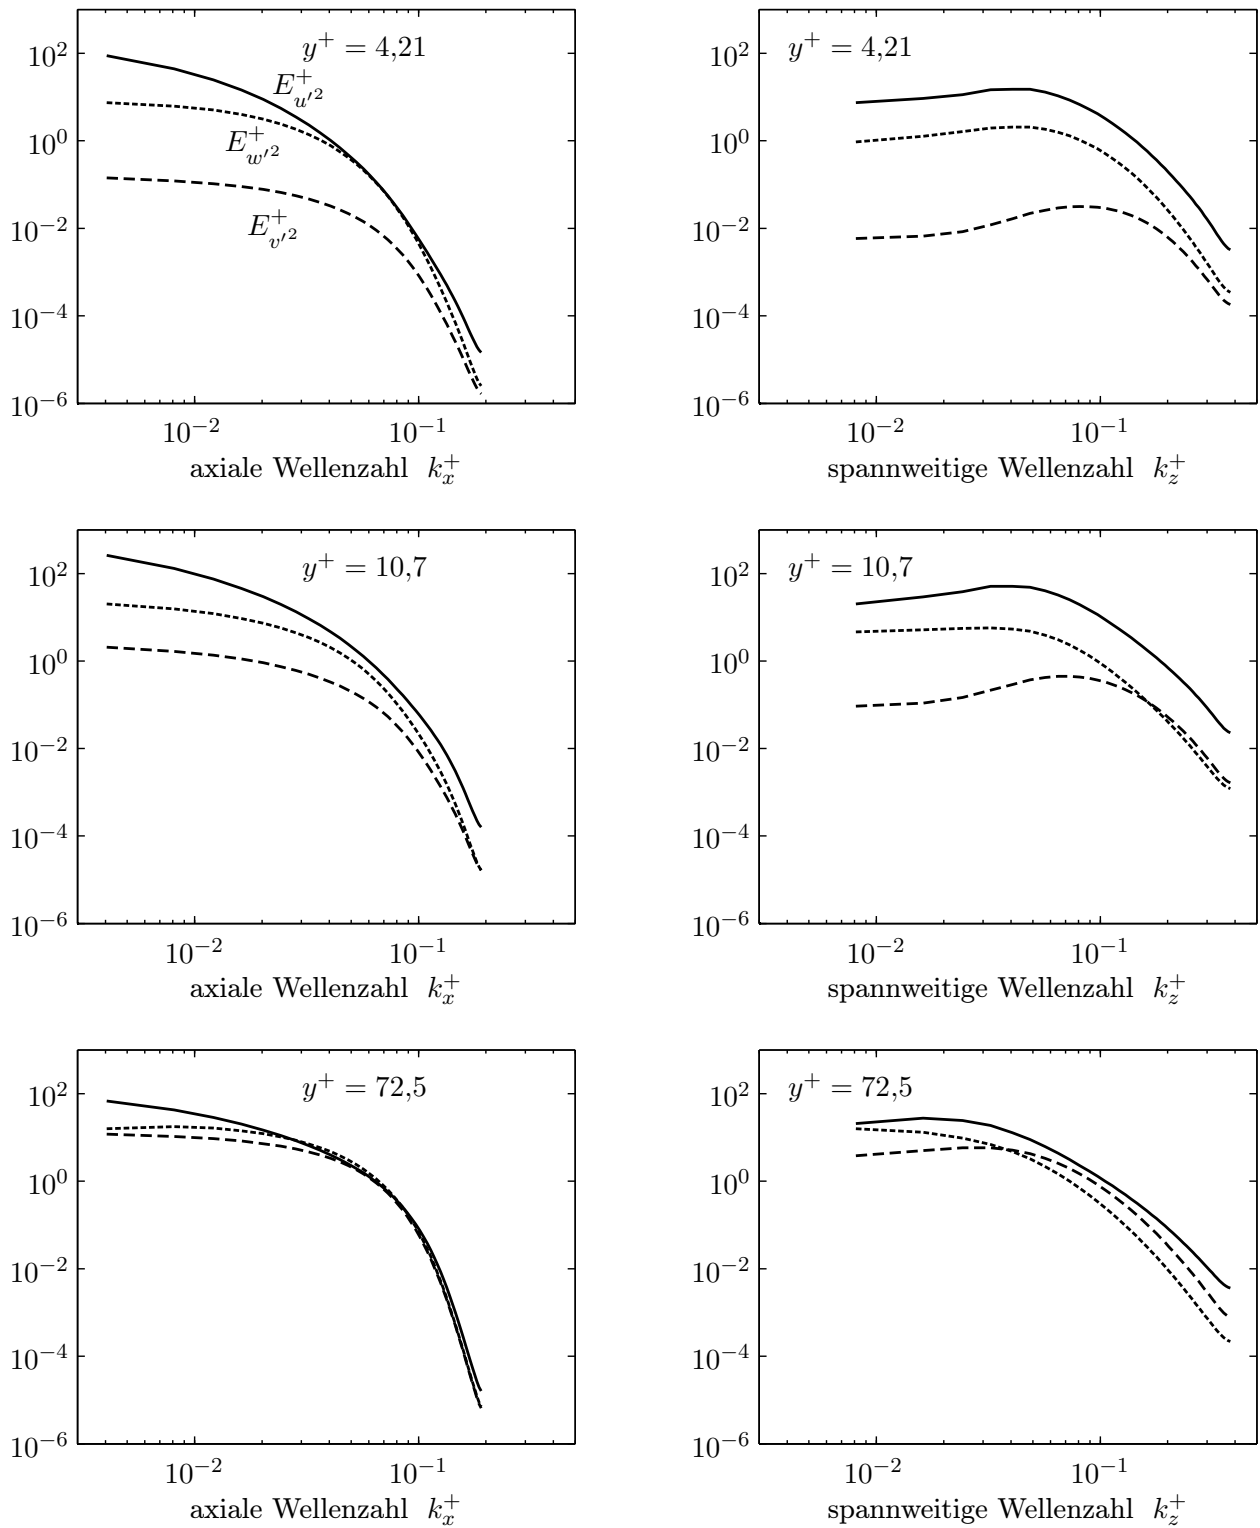 y⁺ = 4,21
E⁺_{u′²}
E⁺_{w′²}
E⁺_{v′²}
10²
10⁰
10⁻²
10⁻⁴
10⁻⁶
10⁻² 10⁻¹
axiale Wellenzahl k⁺ₓ
y⁺ = 4,21
10²
10⁰
10⁻²
10⁻⁴
10⁻⁶
10⁻² 10⁻¹
spannweitige Wellenzahl k⁺_z
y⁺ = 10,7
10²
10⁰
10⁻²
10⁻⁴
10⁻⁶
10⁻² 10⁻¹
axiale Wellenzahl k⁺ₓ
y⁺ = 10,7
10²
10⁰
10⁻²
10⁻⁴
10⁻⁶
10⁻² 10⁻¹
spannweitige Wellenzahl k⁺_z
y⁺ = 72,5
10²
10⁰
10⁻²
10⁻⁴
10⁻⁶
10⁻² 10⁻¹
axiale Wellenzahl k⁺ₓ
y⁺ = 72,5
10²
10⁰
10⁻²
10⁻⁴
10⁻⁶
10⁻² 10⁻¹
spannweitige Wellenzahl k⁺_z